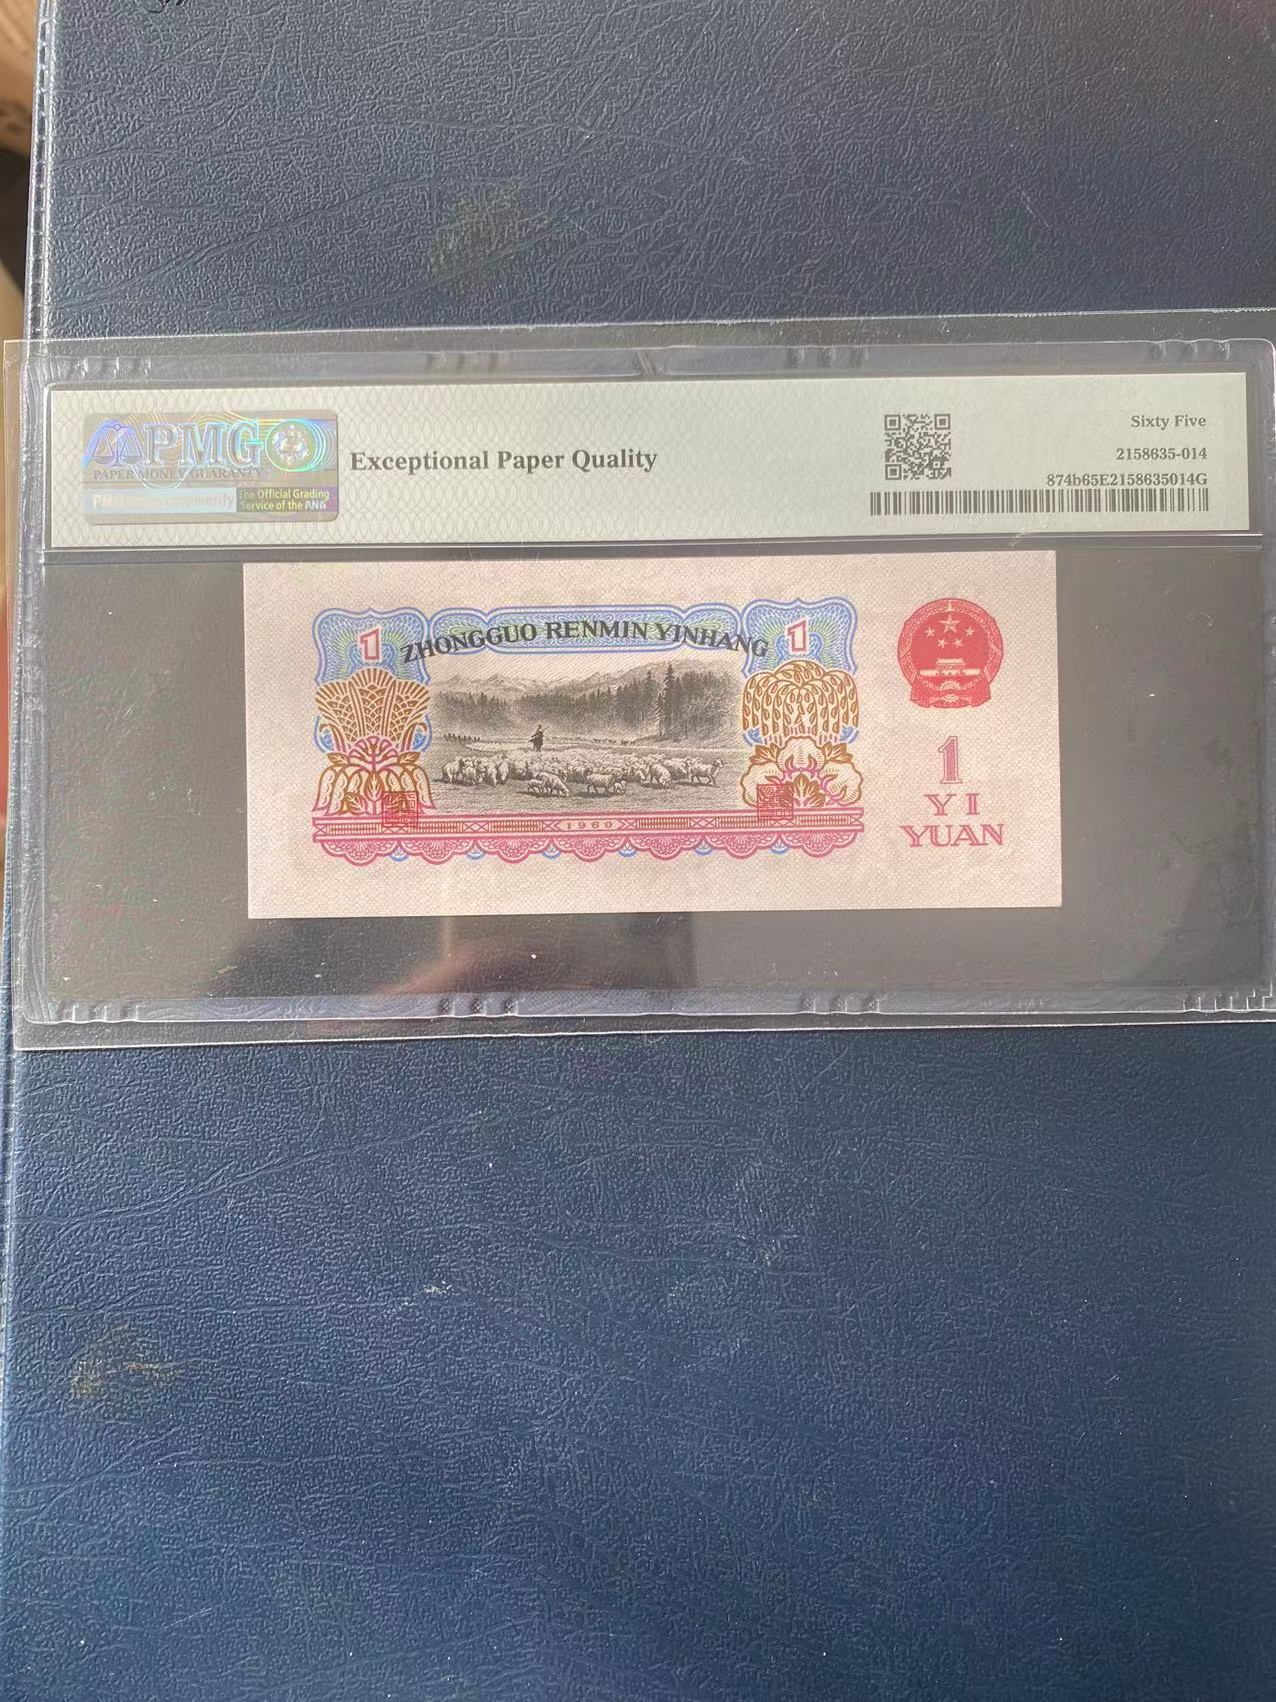 PMG
PAPER MONEY GUARANTY
The Official Grading
Service of the ANA
Exceptional Paper Quality
Sixty Five
2158635-014
874b65E2158635014G
ZHONGGUO RENMIN YINHANG
1
1
1960
1
YI
YUAN